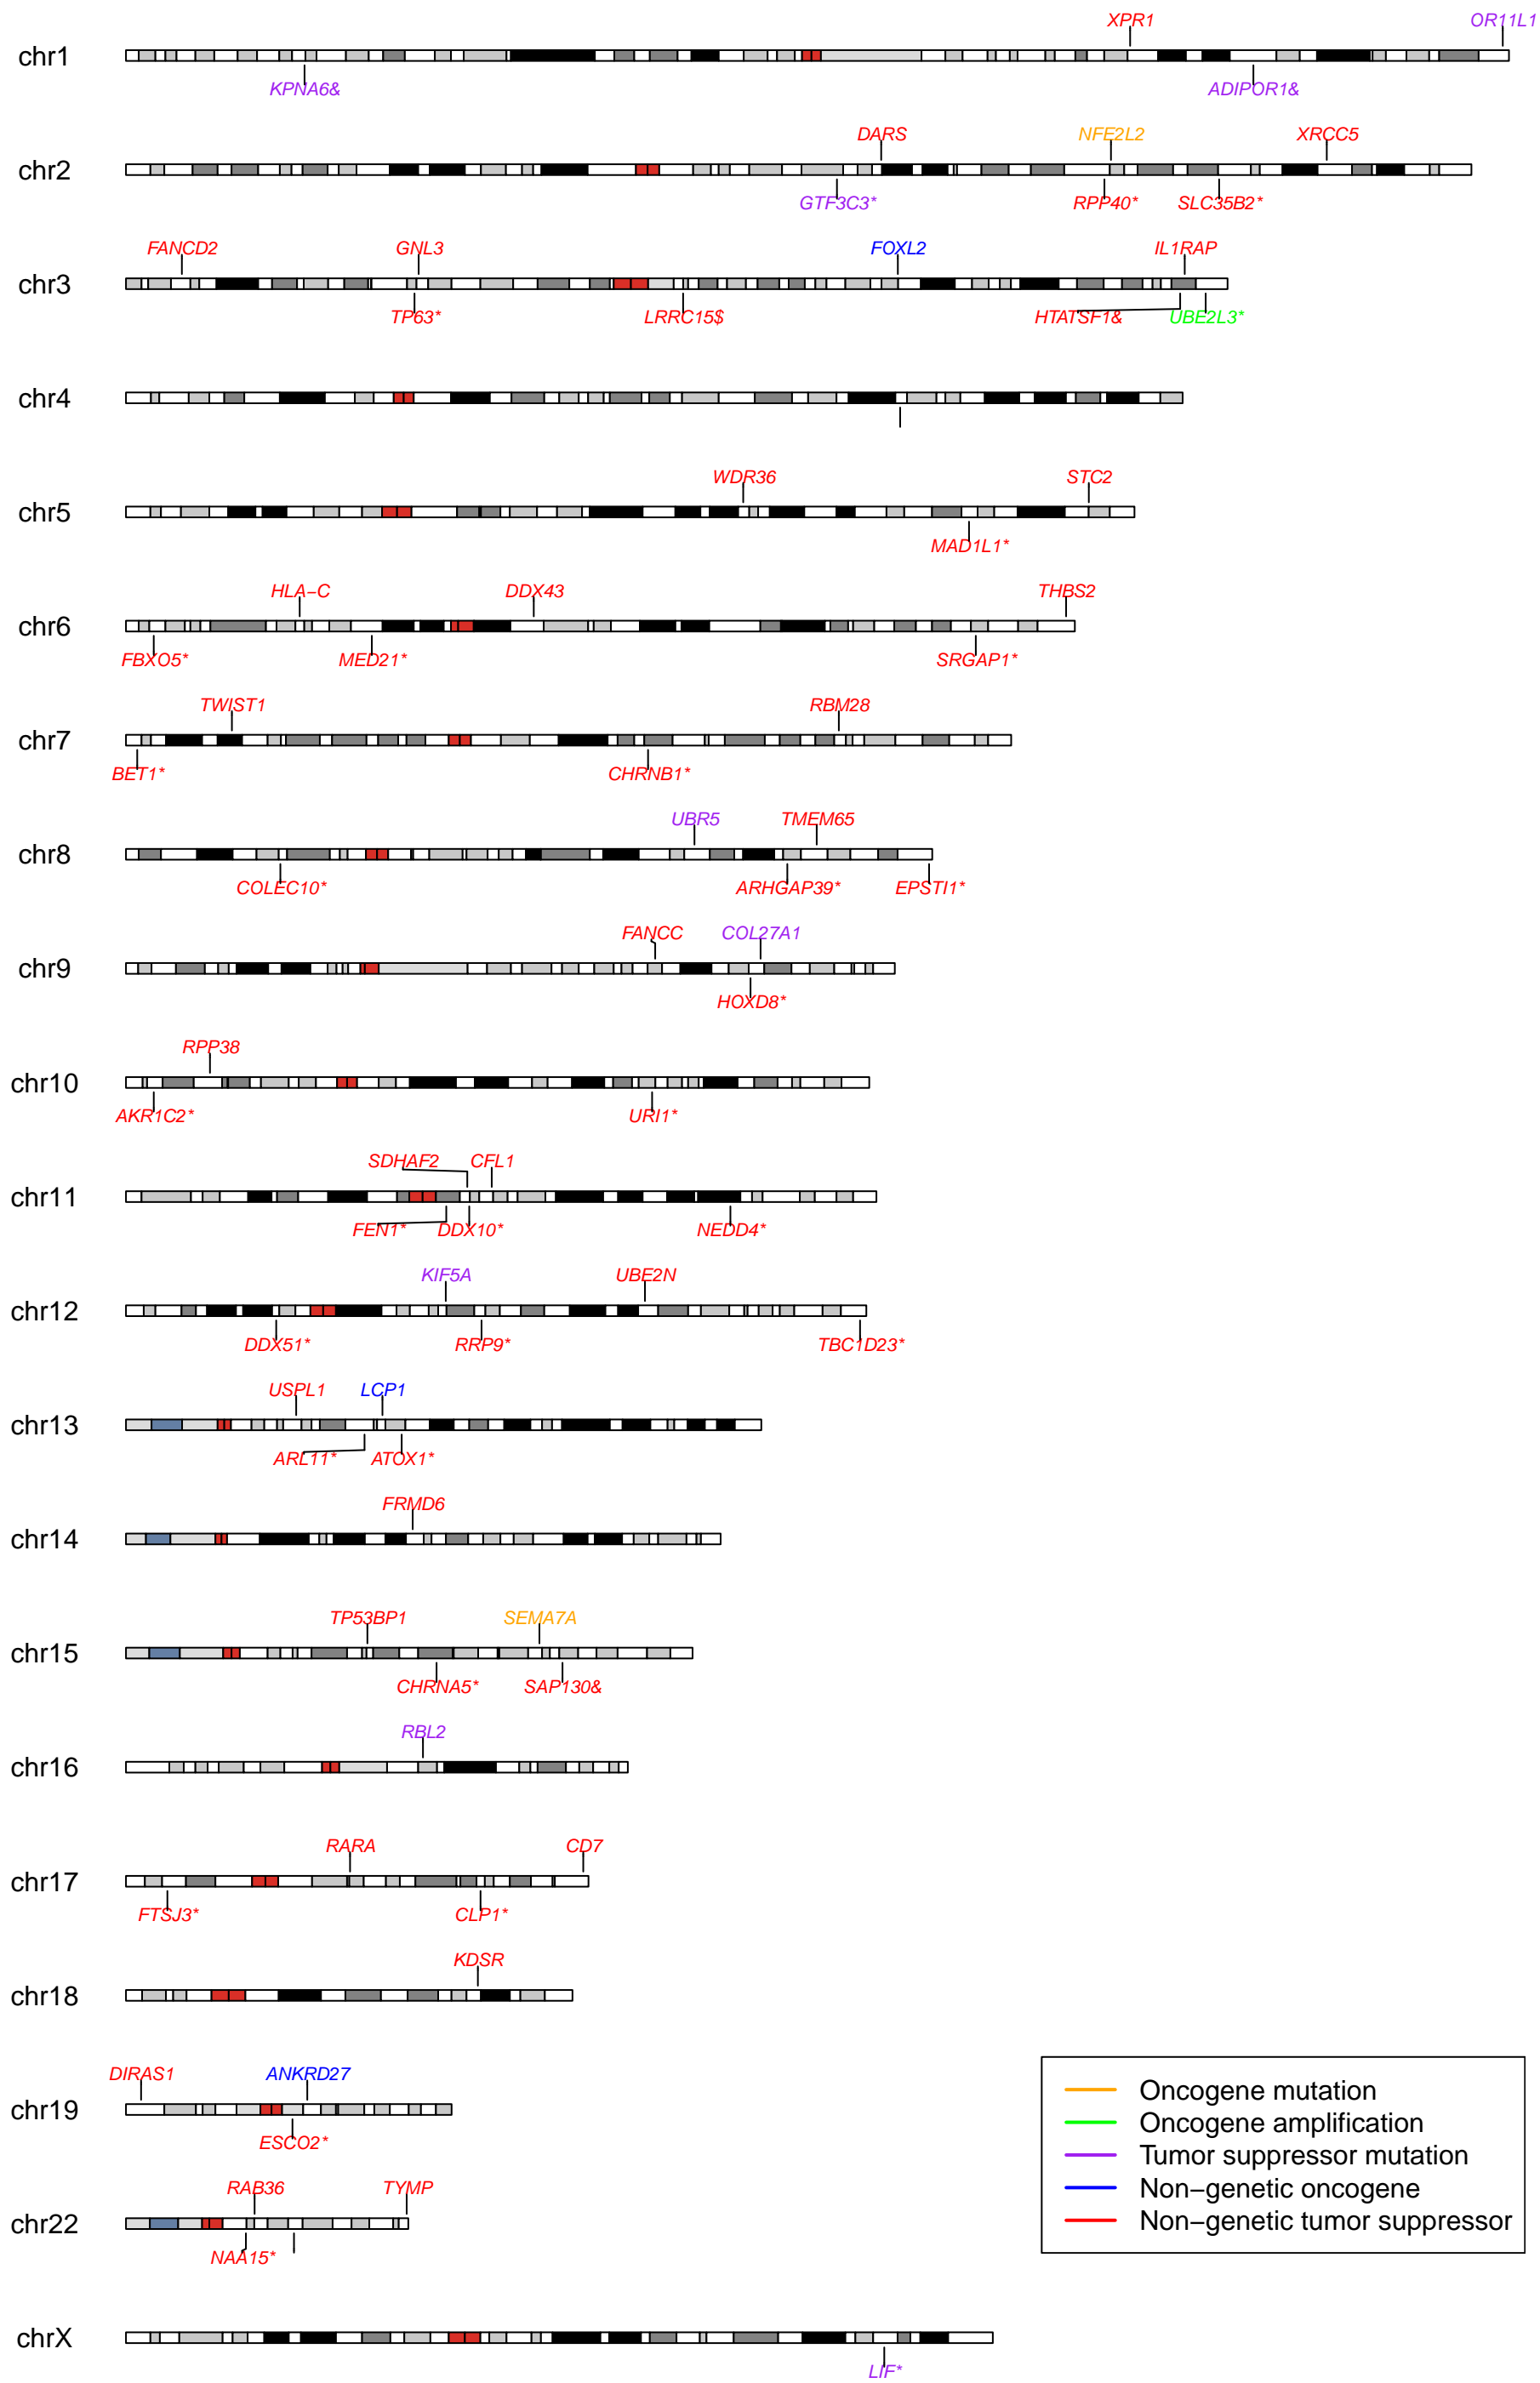 XPR1 OR11L1
chr1
KPNA6& ADIPOR1&
DARS NFE2L2 XRCC5
chr2
GTF3C3* RPP40* SLC35B2*
FANCD2 GNL3 FOXL2 IL1RAP
chr3
TP63* LRRC15$ HTATSF1& UBE2L3*
chr4
WDR36 STC2
chr5
MAD1L1*
HLA−C DDX43 THBS2
chr6
FBXO5* MED21* SRGAP1*
TWIST1 RBM28
chr7
BET1* CHRNB1*
UBR5 TMEM65
chr8
COLEC10* ARHGAP39* EPSTI1*
FANCC COL27A1
chr9
HOXD8*
RPP38
chr10
AKR1C2* URI1*
SDHAF2 CFL1
chr11
FEN1* DDX10* NEDD4*
KIF5A UBE2N
chr12
DDX51* RRP9* TBC1D23*
USPL1 LCP1
chr13
ARL11* ATOX1*
FRMD6
chr14
TP53BP1 SEMA7A
chr15
CHRNA5* SAP130&
RBL2
chr16
RARA CD7
chr17
FTSJ3* CLP1*
KDSR
chr18
DIRAS1 ANKRD27
chr19
ESCO2*
RAB36 TYMP
chr22
NAA15*
chrX
LIF*
Oncogene mutation
Oncogene amplification
Tumor suppressor mutation
Non−genetic oncogene
Non−genetic tumor suppressor